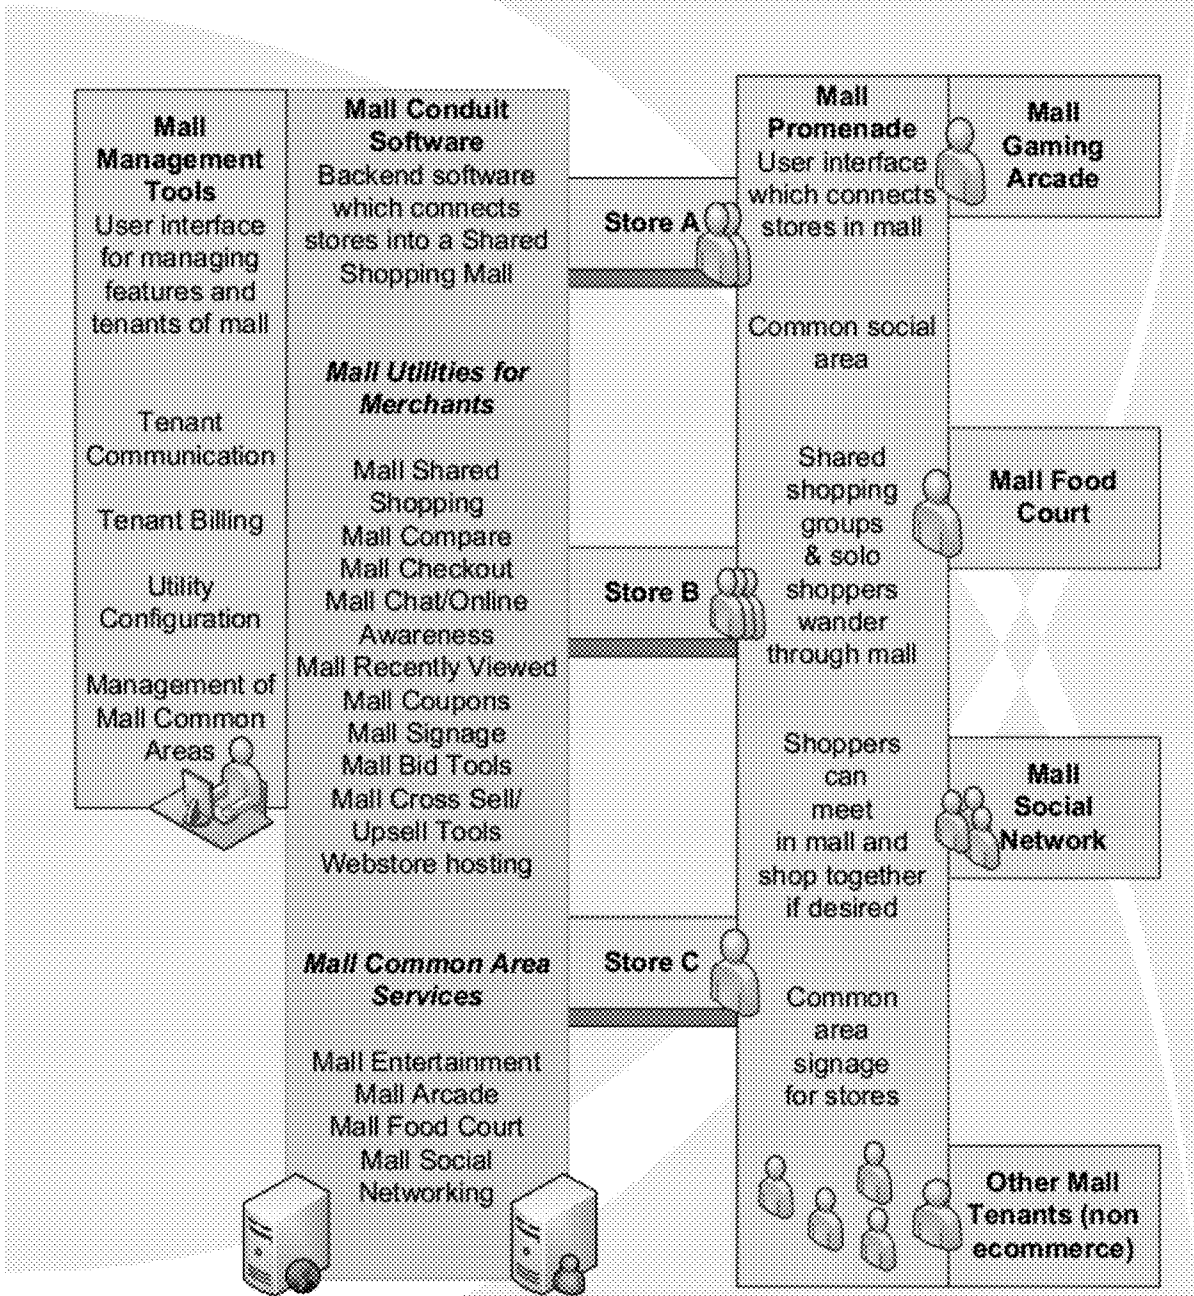 Mall
Management
Tools
User interface
for managing
features and
tenants of mall
Tenant
Communication
Tenant Billing
Utility
Configuration
Management of
Mall Common
Areas
Mall Conduit
Software
Backend software
which connects
stores into a Shared
Shopping Mall
Mall Utilities for
Merchants
Mall Shared
Shopping
Mall Compare
Mall Checkout
Mall Chat/Online
Awareness
Mall Recently Viewed
Mall Coupons
Mall Signage
Mall Bid Tools
Mall Cross Sell/
Upsell Tools
Webstore hosting
Mall Common Area
Services
Mall Entertainment
Mall Arcade
Mall Food Court
Mall Social
Networking
Store A
Store B
Store C
Mall
Promenade
User interface
which connects
stores in mall
Common social
area
Shared
shopping
groups
& solo
shoppers
wander
through mall
Shoppers
can
meet
in mall and
shop together
if desired
Common
area
signage
for stores
Mall
Gaming
Arcade
Mall Food
Court
Mall
Social
Network
Other Mall
Tenants (non
ecommerce)